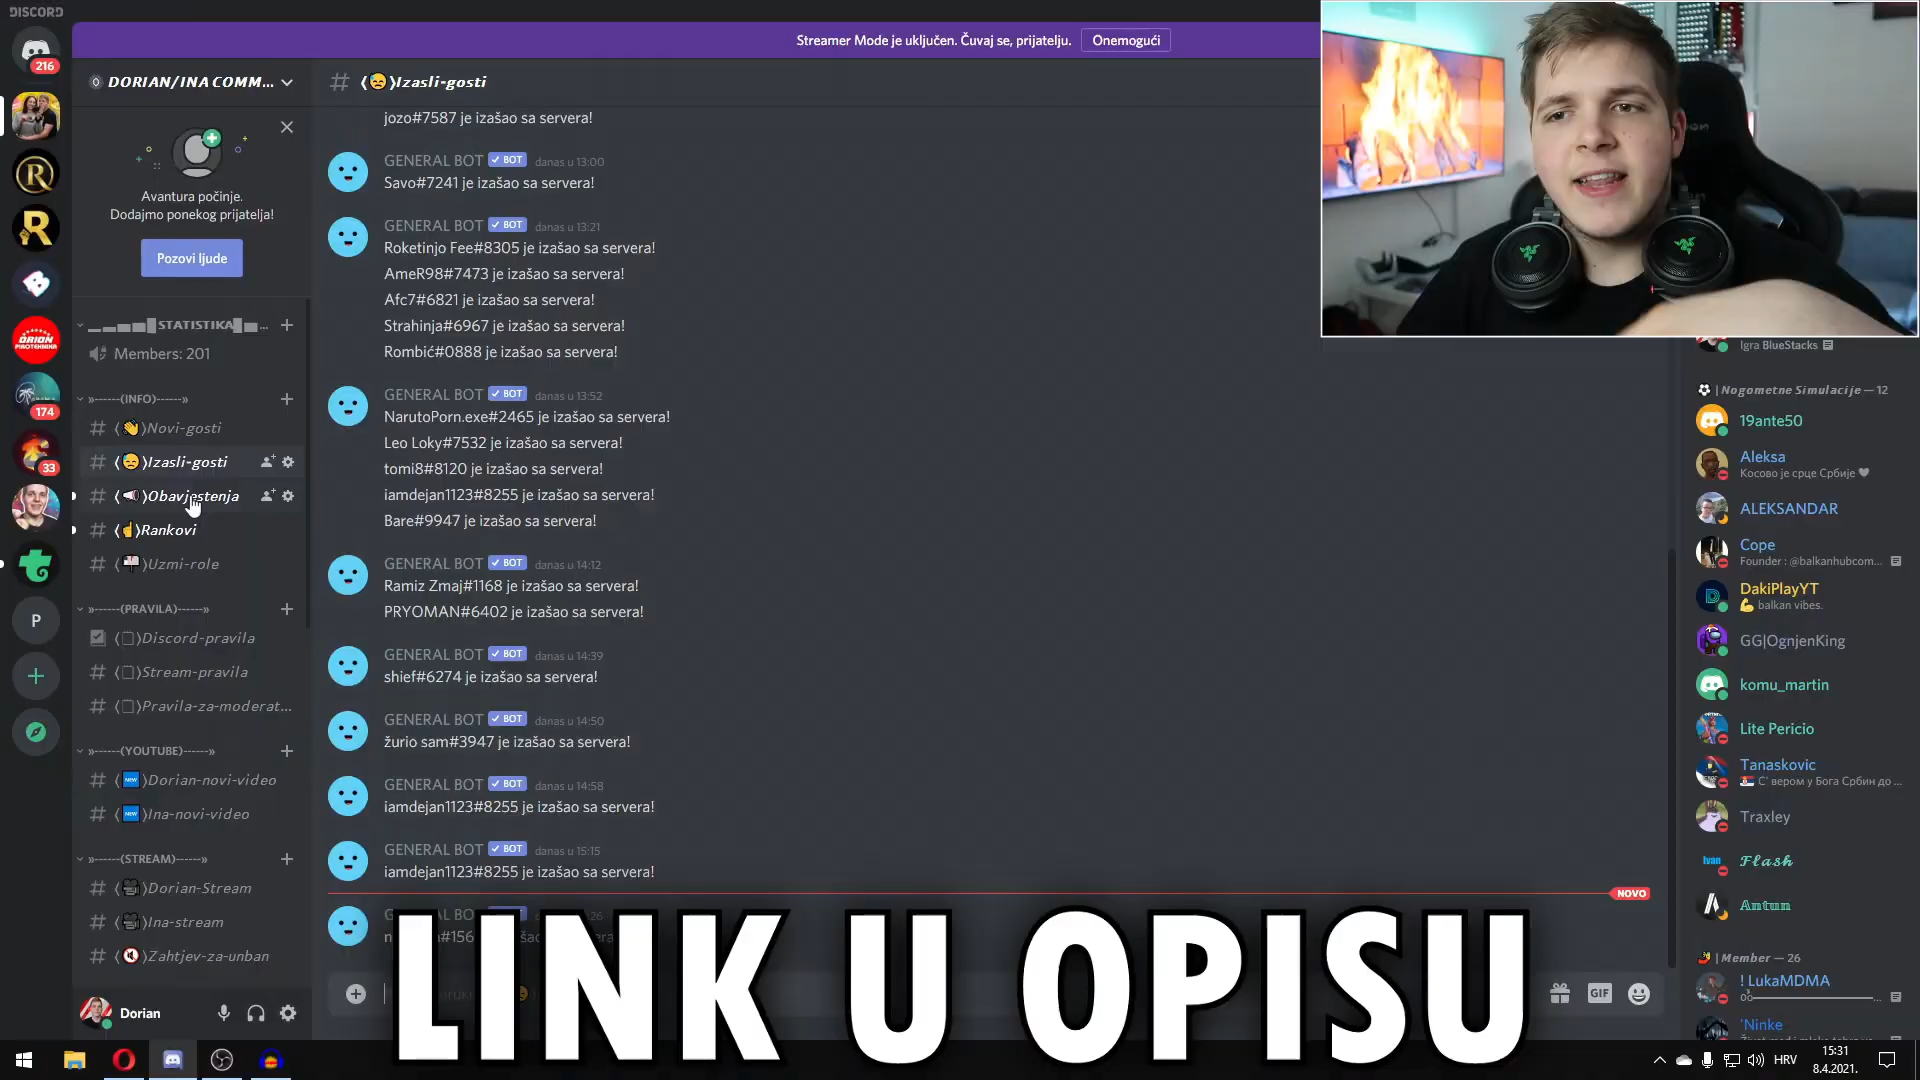 DISCORD
Streamer Mode je uključen. Čuvaj se, prijatelju.
Onemogući
216
174
33
P
DORIAN/INA COMM...
Avantura počinje.
Dodajmo ponekog prijatelja!
Pozovi ljude
STATISTIKA
Members: 201
»------(INFO)------»
Novi-gosti
Izasli-gosti
Obavjestenja
Rankovi
Uzmi-role
»------(PRAVILA)------»
Discord-pravila
Stream-pravila
Pravila-za-moderat...
»------(YOUTUBE)------»
Dorian-novi-video
Ina-novi-video
»------(STREAM)------»
Dorian-Stream
Ina-stream
Zahtjev-za-unban
Dorian
# Izasli-gosti
jozo#7587 je izašao sa servera!
GENERAL BOT ✓ BOT danas u 13:00
Savo#7241 je izašao sa servera!
GENERAL BOT ✓ BOT danas u 13:21
Roketinjo Fee#8305 je izašao sa servera!
AmeR98#7473 je izašao sa servera!
Afc7#6821 je izašao sa servera!
Strahinja#6967 je izašao sa servera!
Rombić#0888 je izašao sa servera!
GENERAL BOT ✓ BOT danas u 13:52
NarutoPorn.exe#2465 je izašao sa servera!
Leo Loky#7532 je izašao sa servera!
tomi8#8120 je izašao sa servera!
iamdejan1123#8255 je izašao sa servera!
Bare#9947 je izašao sa servera!
GENERAL BOT ✓ BOT danas u 14:12
Ramiz Zmaj#1168 je izašao sa servera!
PRYOMAN#6402 je izašao sa servera!
GENERAL BOT ✓ BOT danas u 14:39
shief#6274 je izašao sa servera!
GENERAL BOT ✓ BOT danas u 14:50
žurio sam#3947 je izašao sa servera!
GENERAL BOT ✓ BOT danas u 14:58
iamdejan1123#8255 je izašao sa servera!
GENERAL BOT ✓ BOT danas u 15:15
iamdejan1123#8255 je izašao sa servera!
NOVO
LINK U OPISU
GIF
Igra BlueStacks
| Nogometne Simulacije — 12
19ante50
Aleksa
Косово је срце Србије
ALEKSANDAR
Cope
Founder : @balkanhubcom...
DakiPlayYT
balkan vibes.
GG|OgnjenKing
komu_martin
Lite Pericio
Tanaskovic
С' вером у Бога Србин до ...
Traxley
Ivan
Flash
Antun
| Member — 26
! LukaMDMA
'Ninke
HRV
15:31
8.4.2021.